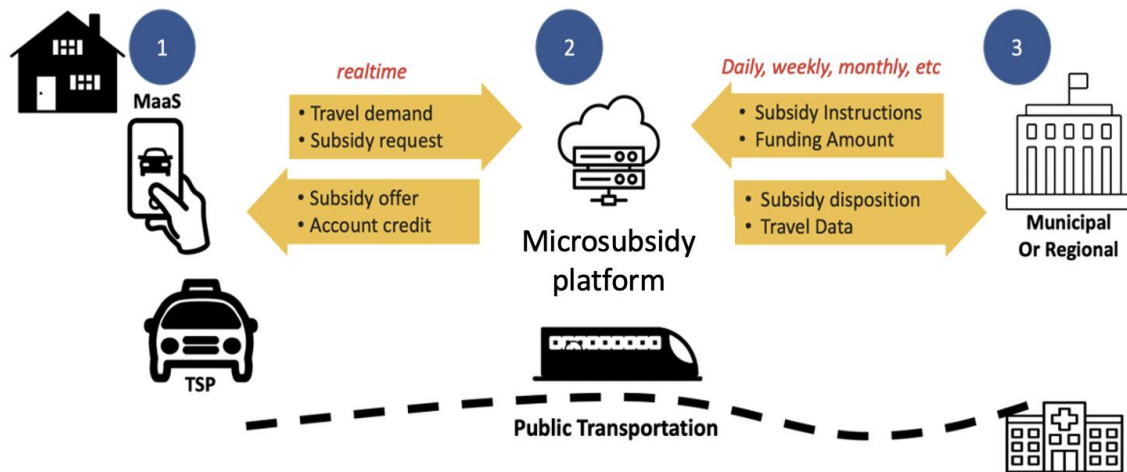 1
2
3
MaaS
realtime
• Travel demand
• Subsidy request
• Subsidy offer
• Account credit
TSP
Microsubsidy
platform
Daily, weekly, monthly, etc
• Subsidy Instructions
• Funding Amount
• Subsidy disposition
• Travel Data
Municipal
Or Regional
Public Transportation